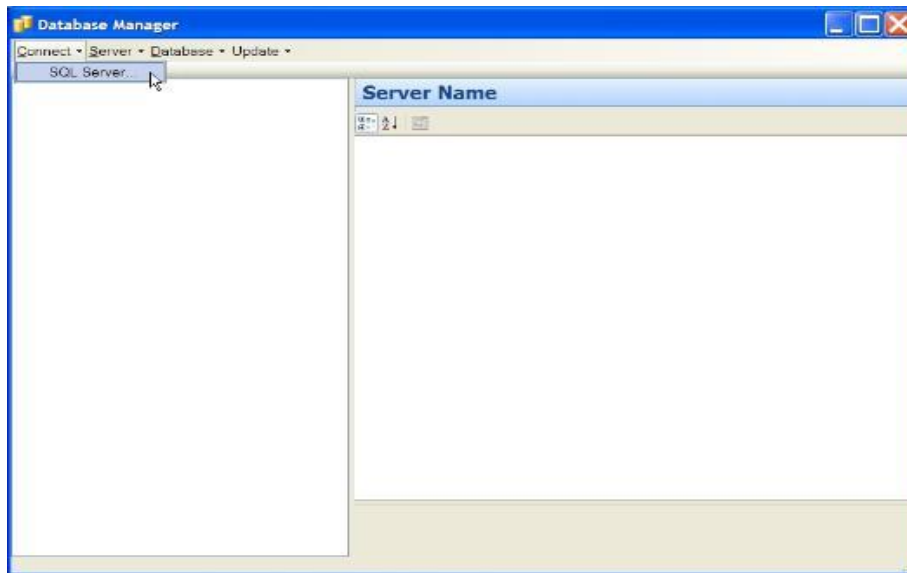 Database Manager
Connect Server Database Update
SQL Server...
Server Name